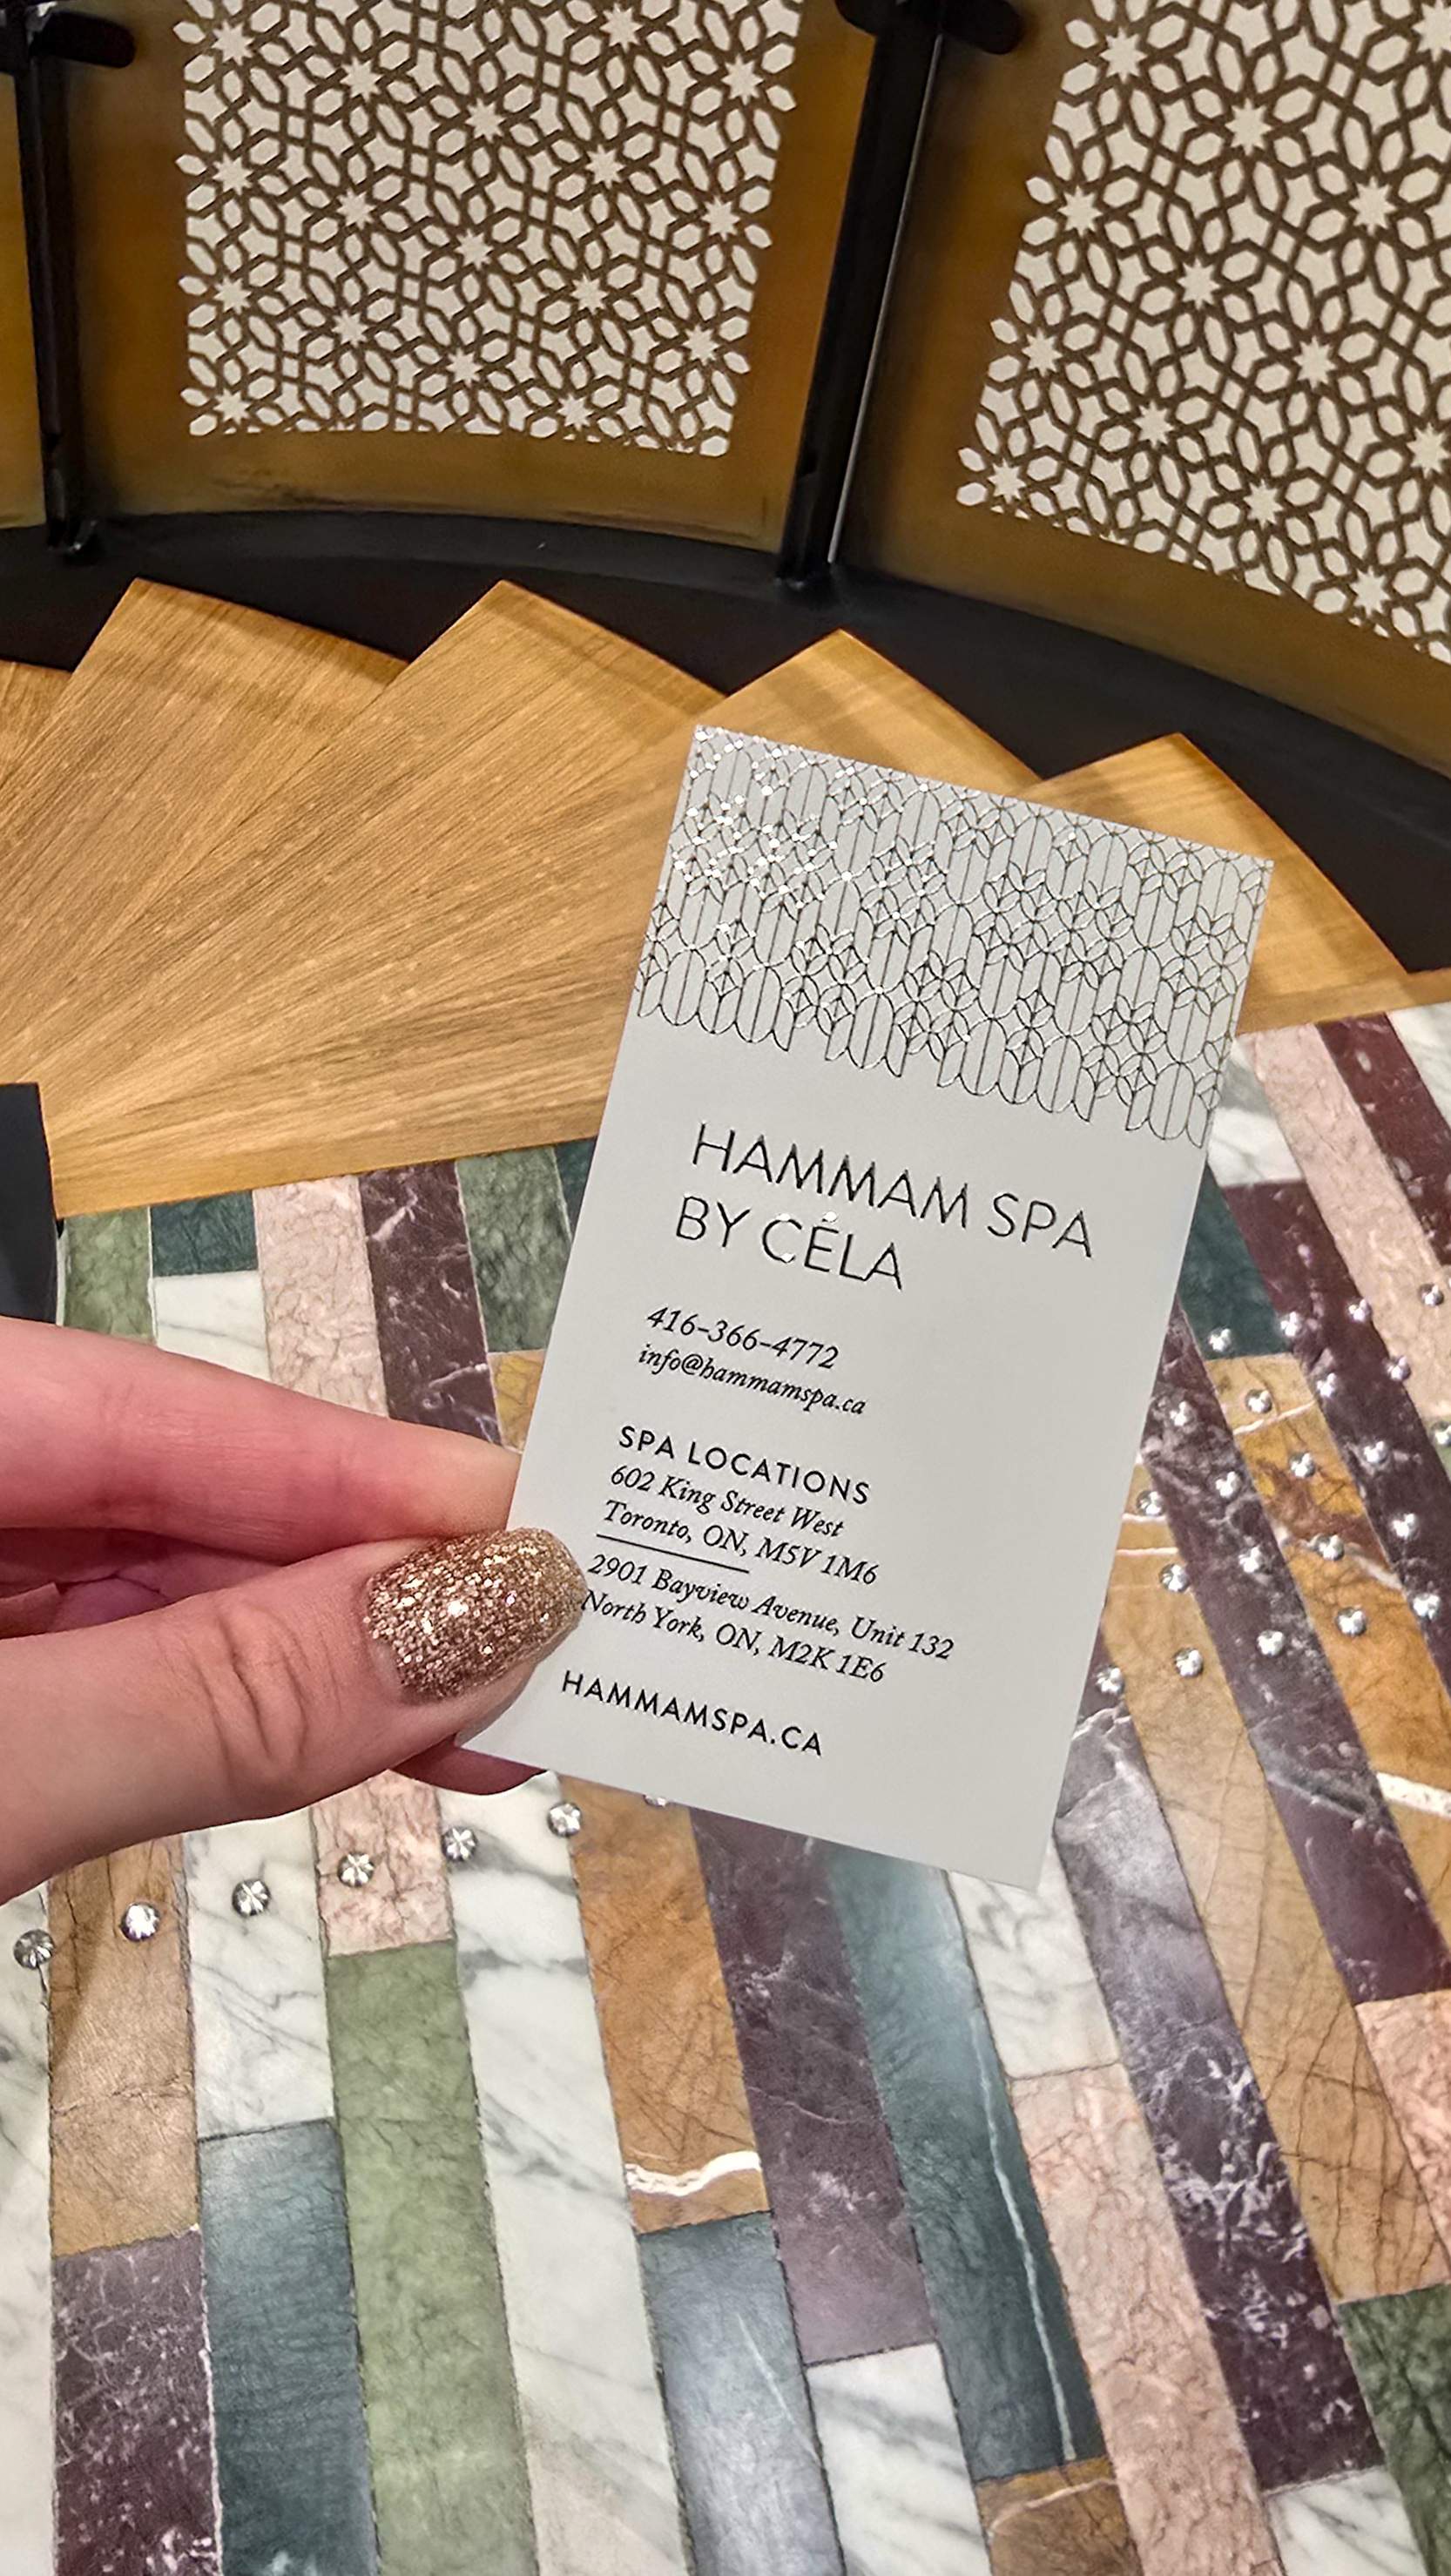 HAMMAM SPA
BY CÉLA
416-366-4772
info@hammamspa.ca
SPA LOCATIONS
602 King Street West
Toronto, ON, M5V 1M6
2901 Bayview Avenue, Unit 132
North York, ON, M2K 1E6
HAMMAMSPA.CA